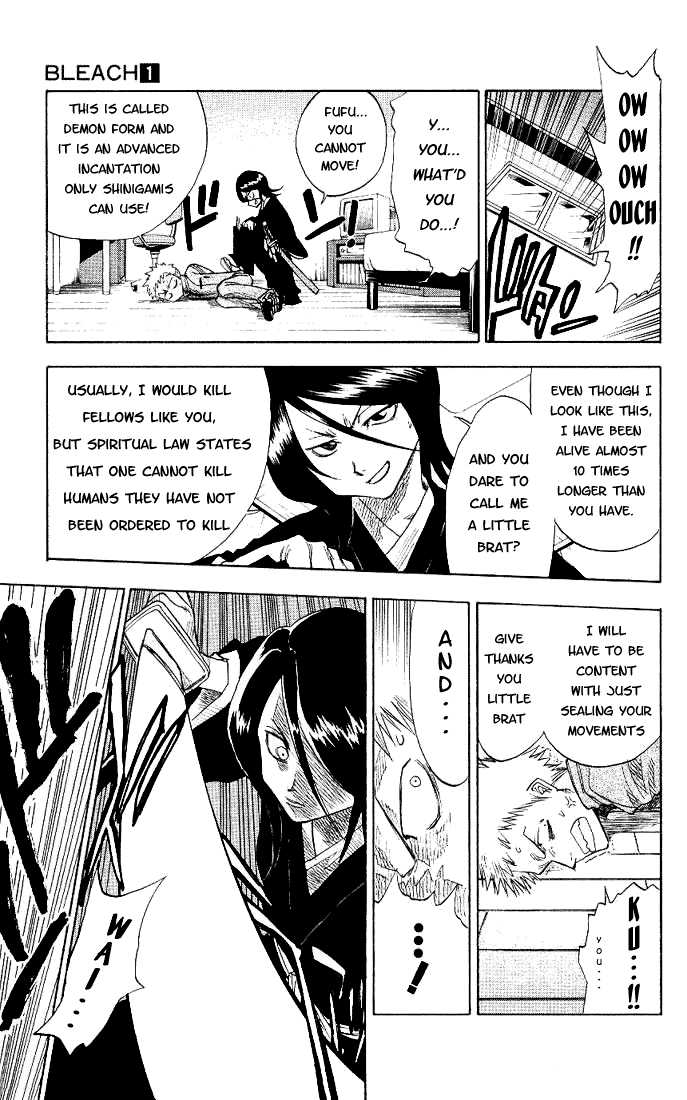 BLEACH 1
OW
OW
OW
OUCH
!!
Y...
YOU...
WHAT'D
YOU
DO...!
FUFU...
YOU
CANNOT
MOVE!
THIS IS CALLED
DEMON FORM AND
IT IS AN ADVANCED
INCANTATION
ONLY SHINIGAMIS
CAN USE!
EVEN THOUGH I
LOOK LIKE THIS,
I HAVE BEEN
ALIVE ALMOST
10 TIMES
LONGER THAN
YOU HAVE.
AND YOU
DARE TO
CALL ME
A LITTLE
BRAT?
USUALLY, I WOULD KILL
FELLOWS LIKE YOU,
BUT SPIRITUAL LAW STATES
THAT ONE CANNOT KILL
HUMANS THEY HAVE NOT
BEEN ORDERED TO KILL
I WILL
HAVE TO BE
CONTENT
WITH JUST
SEALING YOUR
MOVEMENTS
GIVE
THANKS
YOU
LITTLE
BRAT
KU...!!
you...
AND...
...!
WAI...